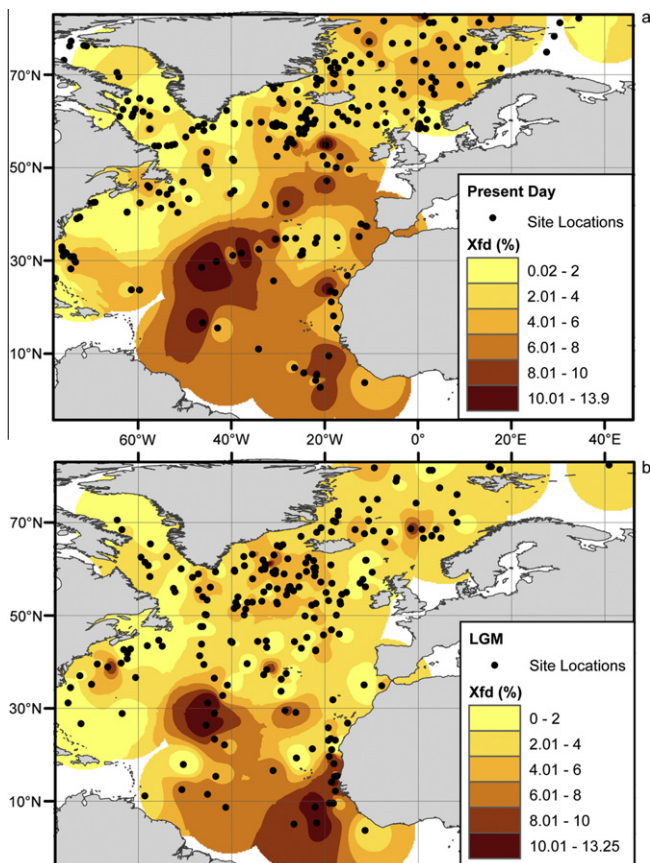 a
70°N
50°N
30°N
10°N
Present Day
Site Locations
Xfd (%)
0.02 - 2
2.01 - 4
4.01 - 6
6.01 - 8
8.01 - 10
10.01 - 13.9
60°W 40°W 20°W 0° 20°E 40°E
b
70°N
50°N
30°N
10°N
LGM
Site Locations
Xfd (%)
0 - 2
2.01 - 4
4.01 - 6
6.01 - 8
8.01 - 10
10.01 - 13.25